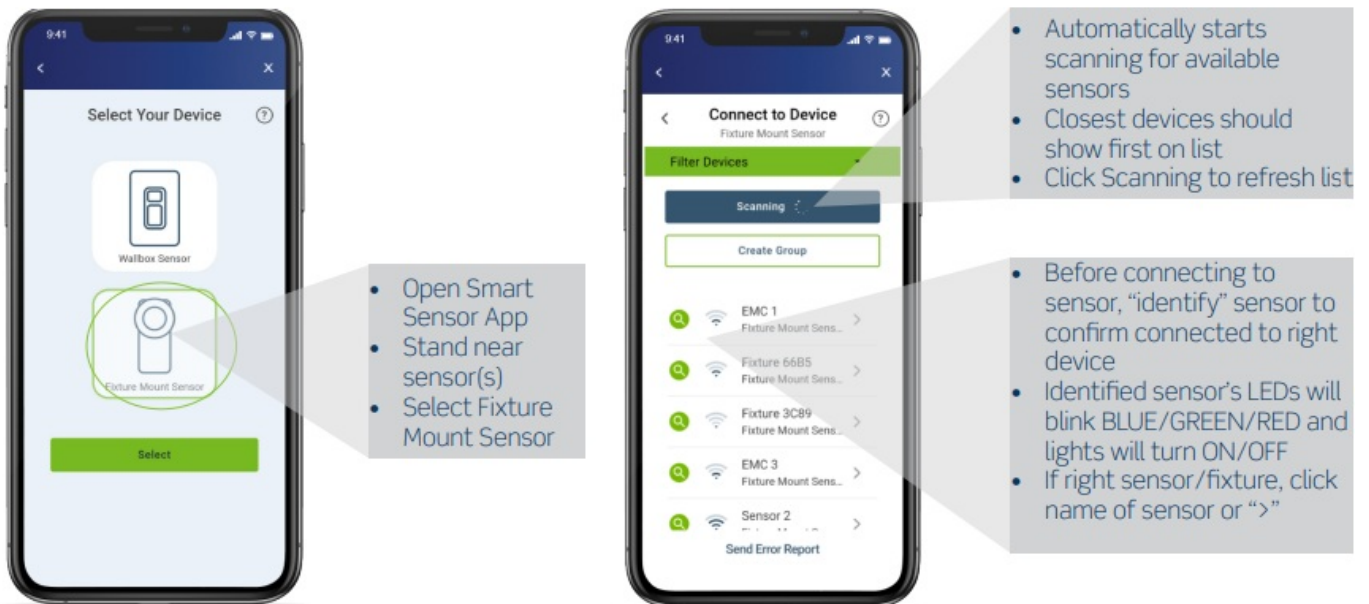 9:41
Select Your Device
?
Wallbox Sensor
Fixture Mount Sensor
Select
• Open Smart
Sensor App
• Stand near
sensor(s)
• Select Fixture
Mount Sensor
9:41
Connect to Device
?
Fixture Mount Sensor
Filter Devices
Scanning
Create Group
EMC 1
Fixture Mount Sens...
Fixture 66B5
Fixture Mount Sens...
Fixture 3C89
Fixture Mount Sens...
EMC 3
Fixture Mount Sens...
Sensor 2
Send Error Report
• Automatically starts
scanning for available
sensors
• Closest devices should
show first on list
• Click Scanning to refresh list
• Before connecting to
sensor, “identify” sensor to
confirm connected to right
device
• Identified sensor’s LEDs will
blink BLUE/GREEN/RED and
lights will turn ON/OFF
• If right sensor/fixture, click
name of sensor or “>”